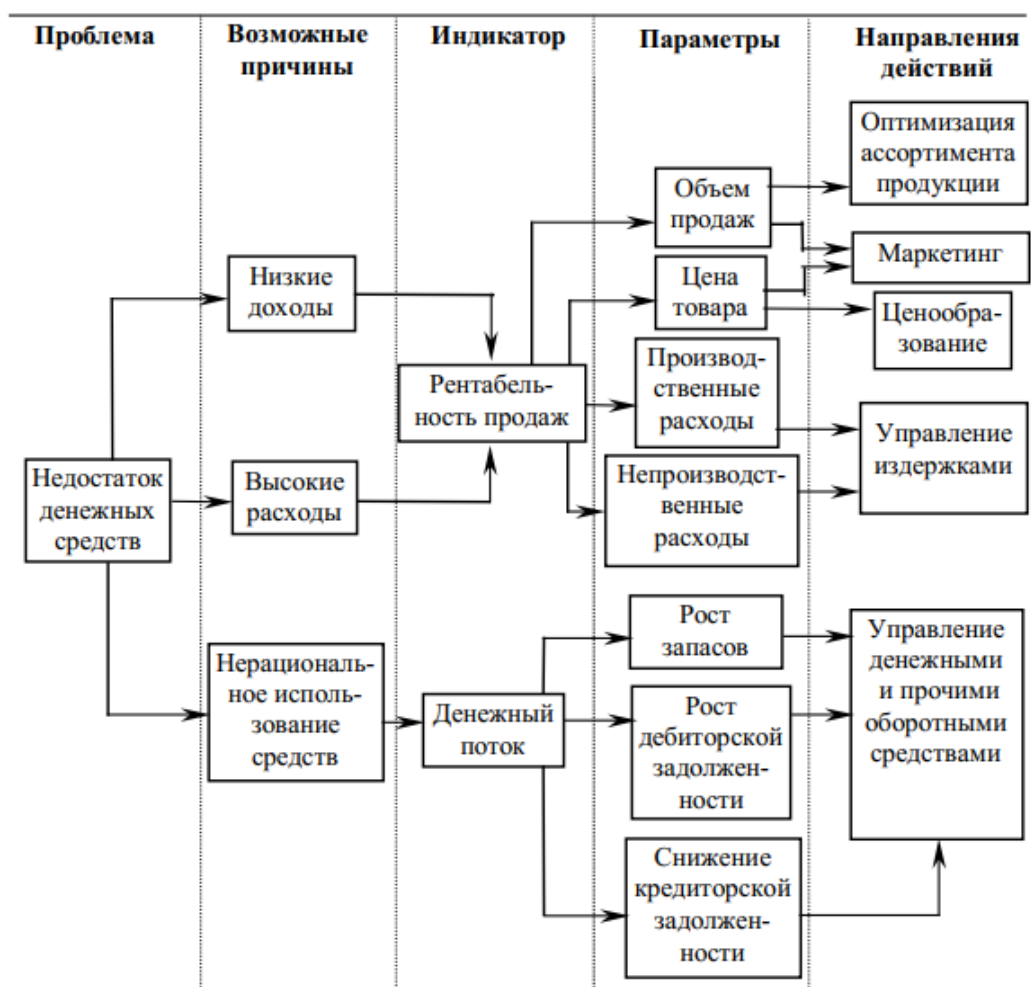 Проблема
Возможные
причины
Индикатор
Параметры
Направления
действий
Недостаток
денежных
средств
Низкие
доходы
Высокие
расходы
Нерациональ-
ное исполь-
зование
средств
Рентабель-
ность продаж
Денежный
поток
Объем
продаж
Цена
товара
Производ-
ственные
расходы
Непроизводст-
венные
расходы
Рост
запасов
Рост
дебиторской
задолжен-
ности
Снижение
кредиторской
задолжен-
ности
Оптимизация
ассортимента
продукции
Маркетинг
Ценообра-
зование
Управление
издержками
Управление
денежными
и прочими
оборотными
средствами